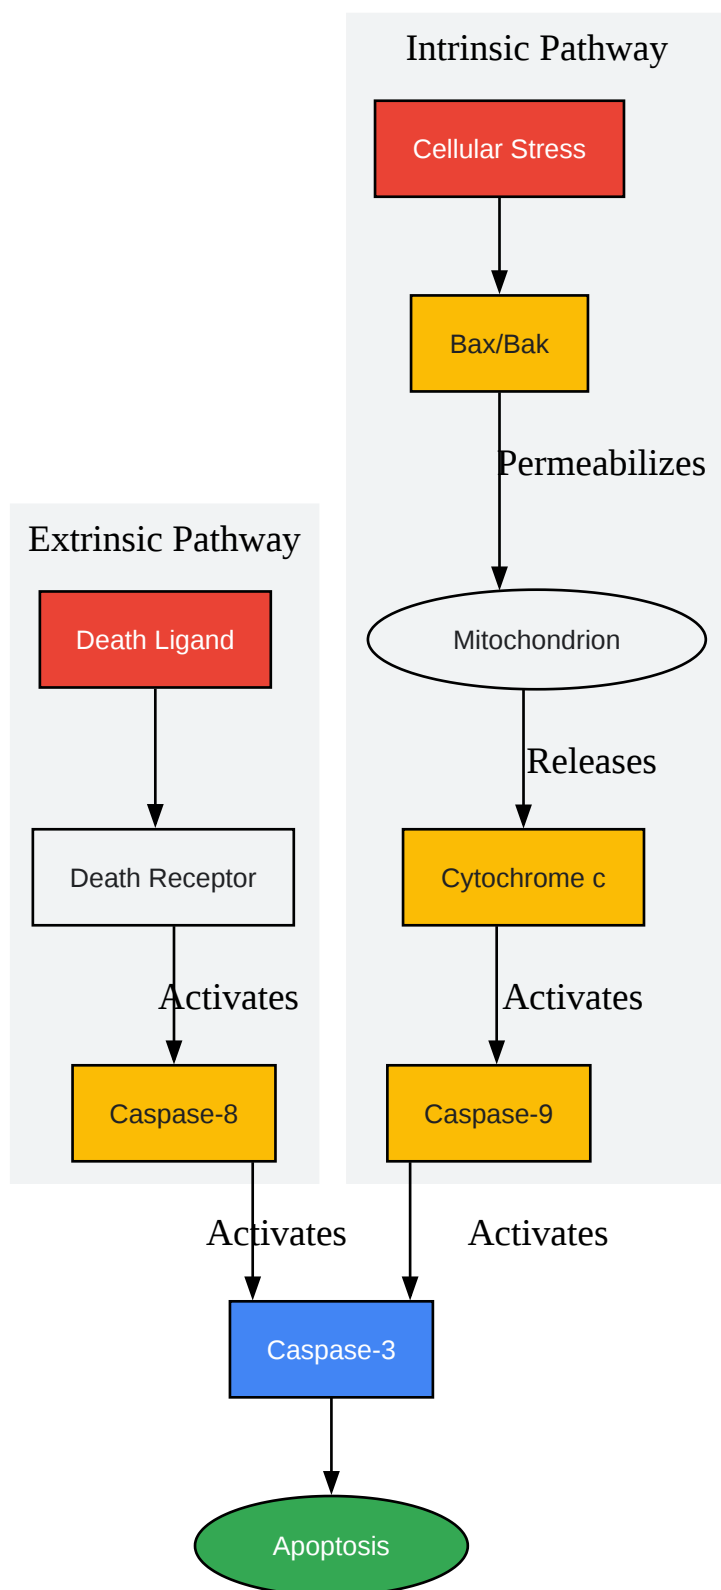 Intrinsic Pathway
Cellular Stress
Bax/Bak
Permeabilizes
Extrinsic Pathway
Death Ligand
Mitochondrion
Releases
Death Receptor
Cytochrome c
Activates
Activates
Caspase-8
Caspase-9
Activates
Activates
Caspase-3
Apoptosis